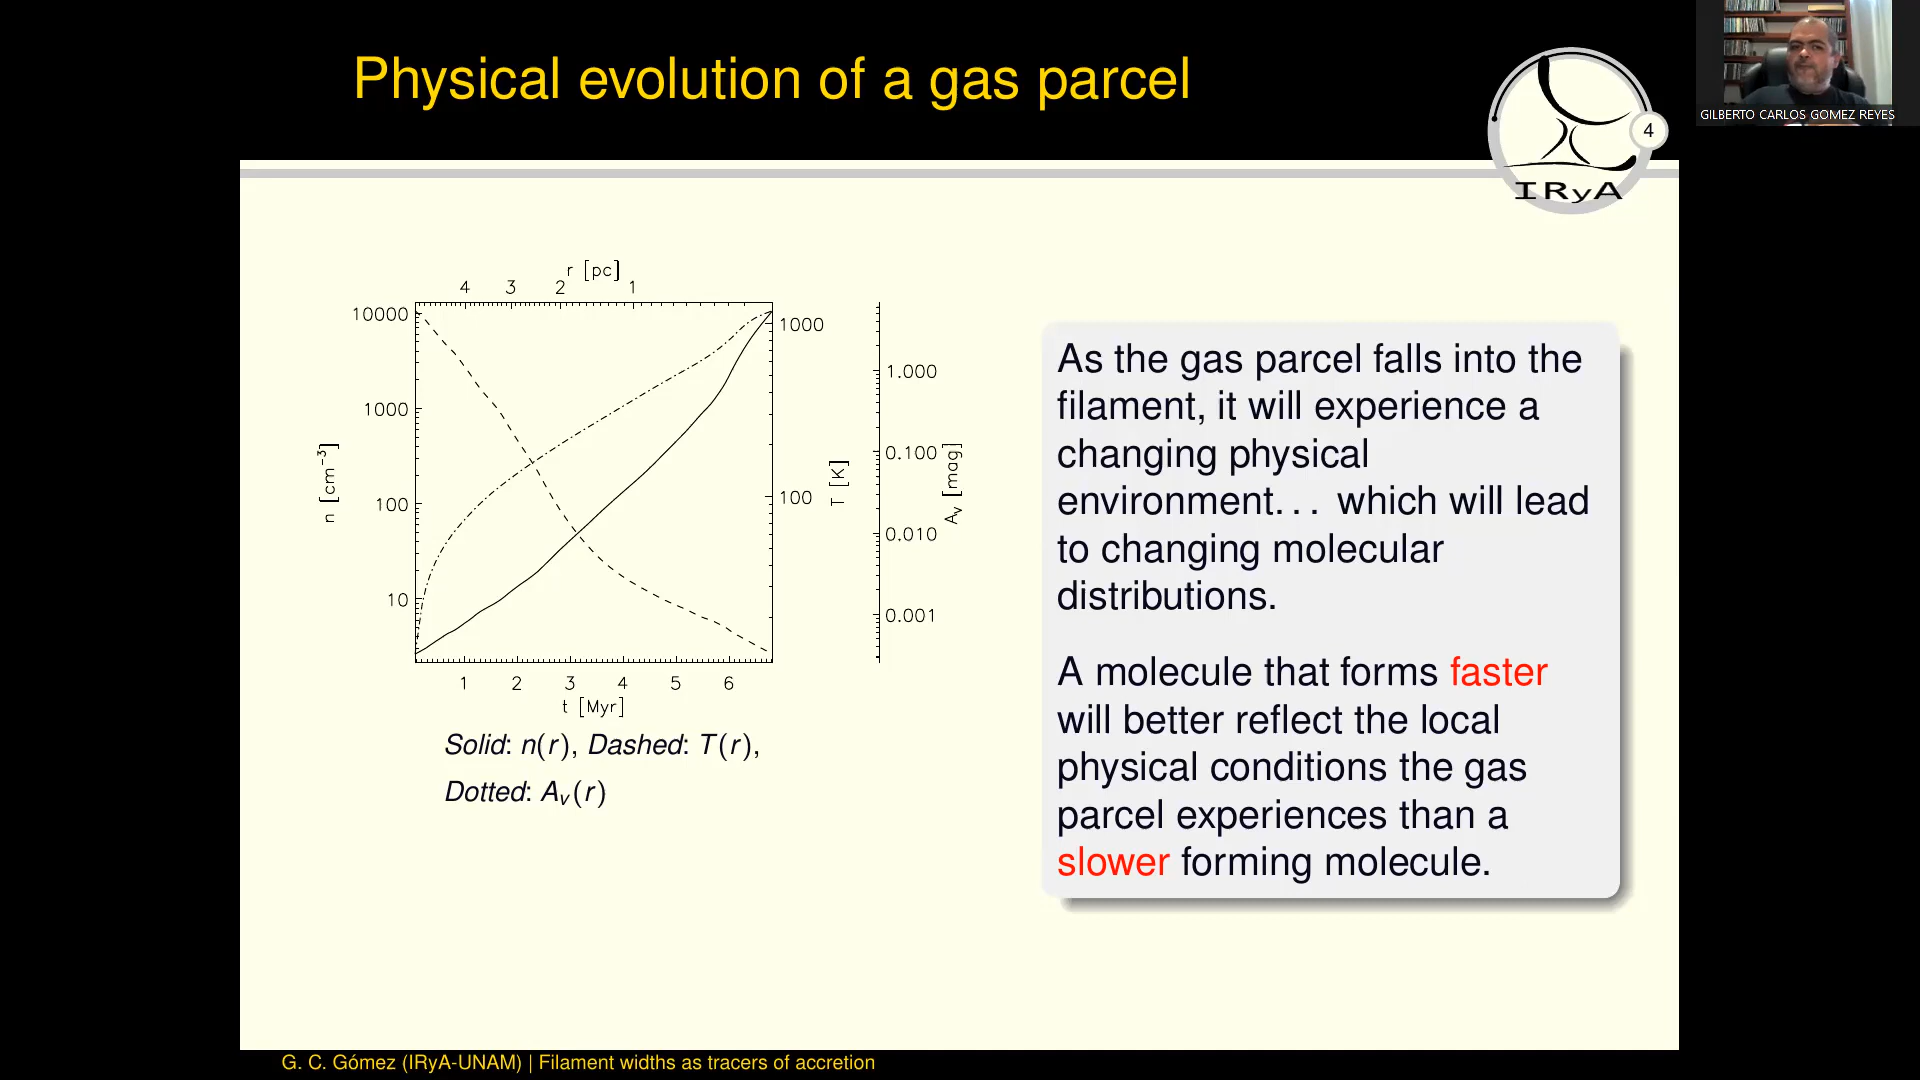 Physical evolution of a gas parcel
4
IRyA
GILBERTO CARLOS GOMEZ REYES
r [pc]
4 3 2 1
10000
1000
100
10
n [cm⁻³]
1000
100
T [K]
1.000
0.100
0.010
0.001
Aᵥ [mag]
1 2 3 4 5 6
t [Myr]
Solid: n(r), Dashed: T(r),
Dotted: Aᵥ(r)
As the gas parcel falls into the
filament, it will experience a
changing physical
environment... which will lead
to changing molecular
distributions.
A molecule that forms faster
will better reflect the local
physical conditions the gas
parcel experiences than a
slower forming molecule.
G. C. Gómez (IRyA-UNAM) | Filament widths as tracers of accretion